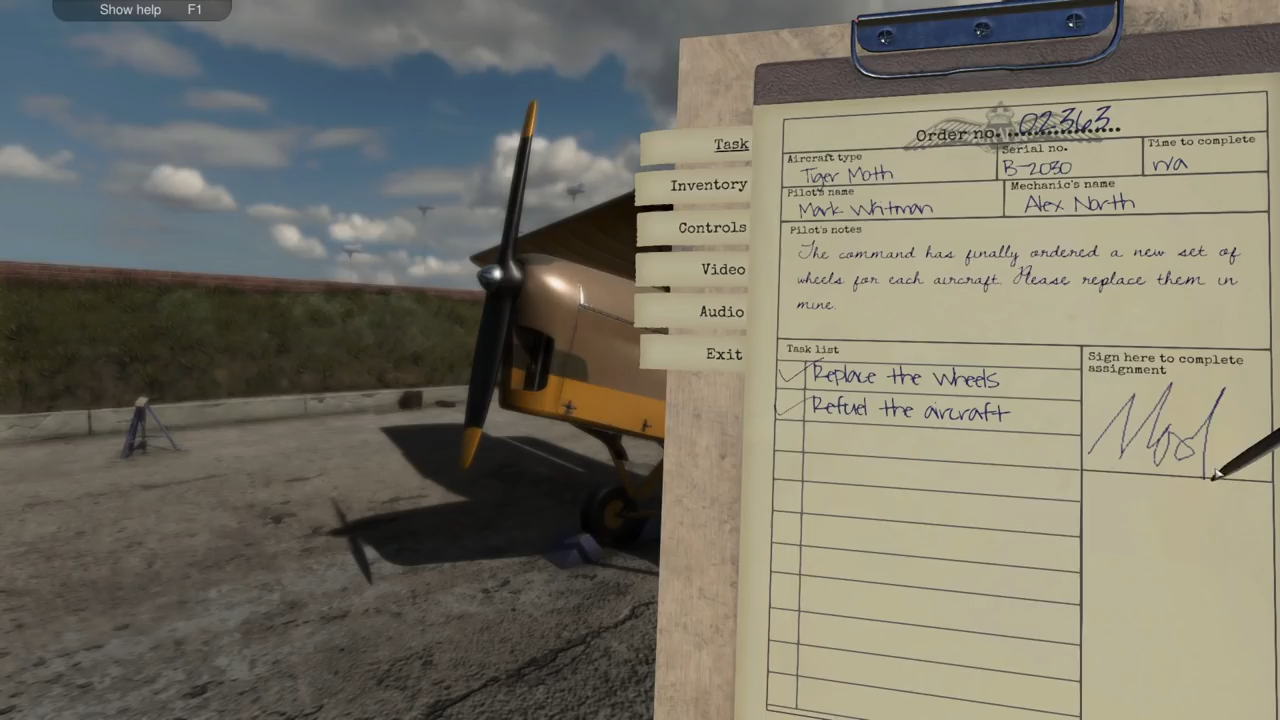 Show help F1
Task
Inventory
Controls
Video
Audio
Exit
Order no. 02363
Aircraft type
Tiger Moth
Serial no.
B-2030
Time to complete
n/a
Pilot's name
Mark Whitman
Mechanic's name
Alex North
Pilot's notes
The command has finally ordered a new set of
wheels for each aircraft. Please replace them in
mine.
Task list
Replace the wheels
Refuel the aircraft
Sign here to complete
assignment